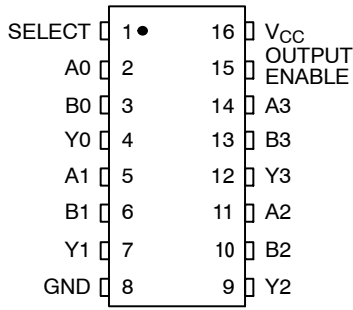 SELECT 1 16 VCC
A0 2 15 OUTPUT ENABLE
B0 3 14 A3
Y0 4 13 B3
A1 5 12 Y3
B1 6 11 A2
Y1 7 10 B2
GND 8 9 Y2